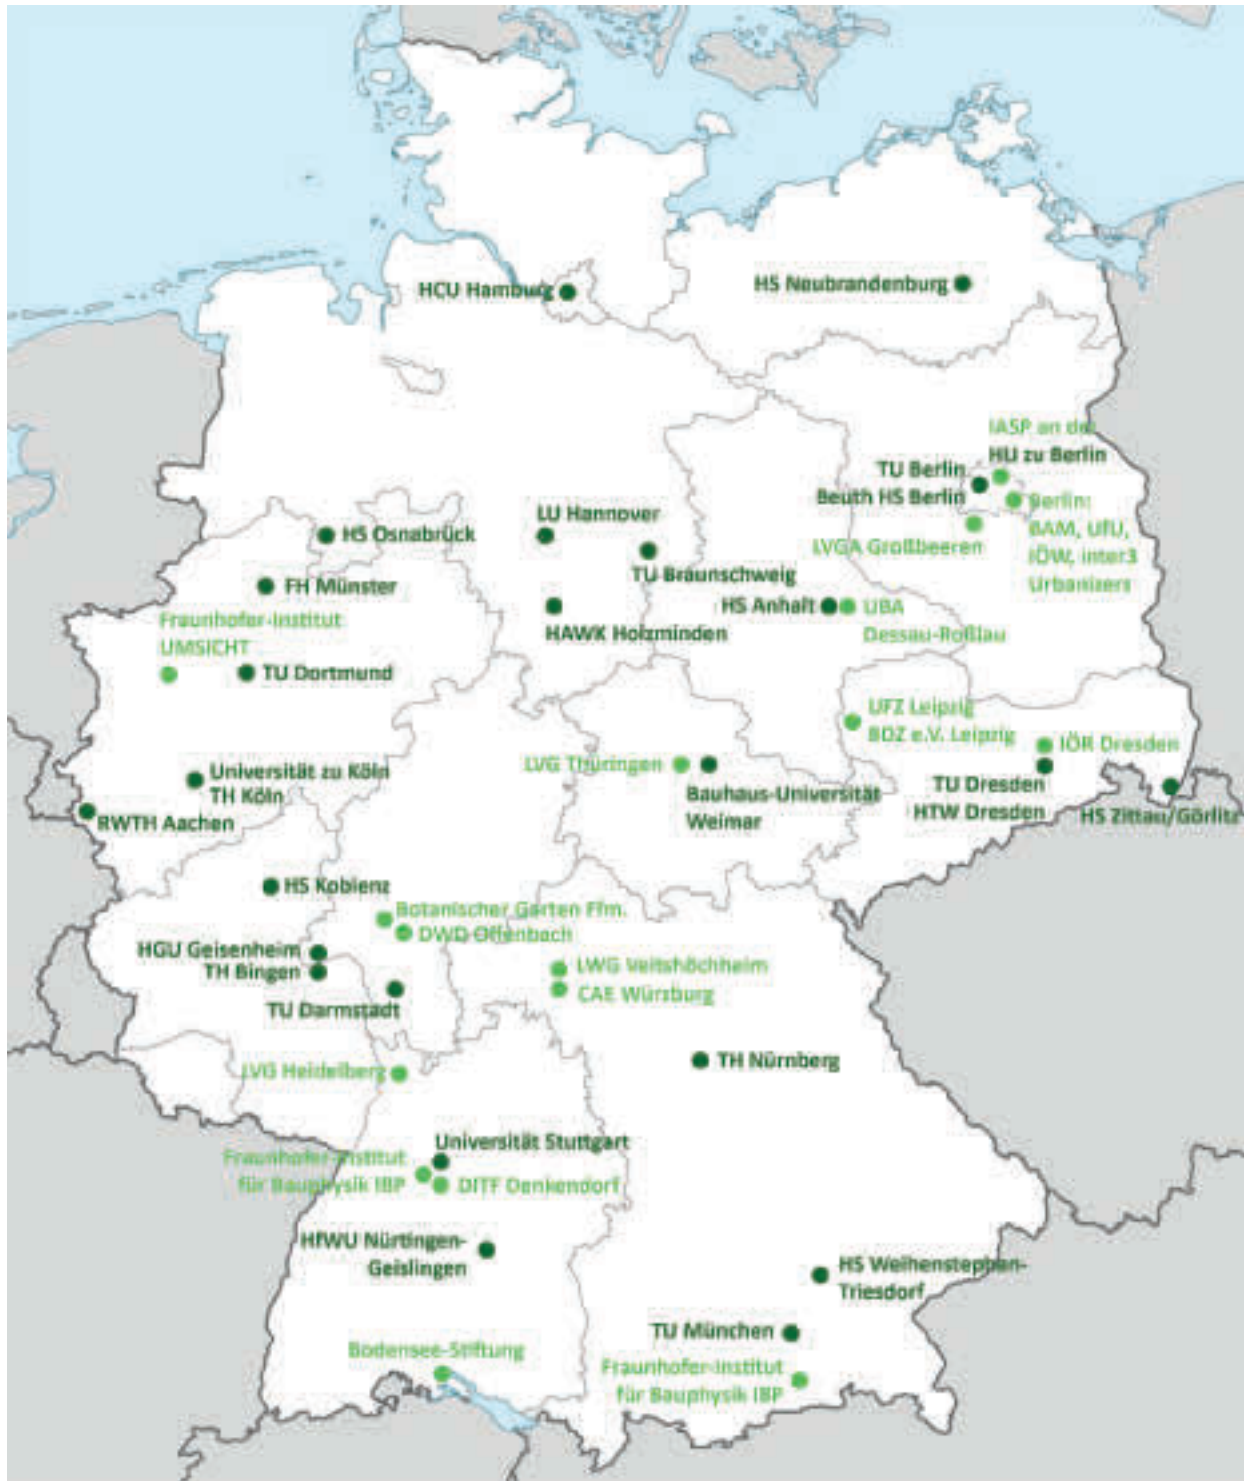 HCU Hamburg
HS Neubrandenburg
IASP an der
HU zu Berlin
TU Berlin
Beuth HS Berlin
Berlin:
BAM, UfU,
IÖW, inter3
Urbanizers
LVGA Großbeeren
HS Osnabrück
LU Hannover
TU Braunschweig
FH Münster
HAWK Holzminden
HS Anhalt
UBA
Dessau-Roßlau
Fraunhofer-Institut
UMSICHT
TU Dortmund
UFZ Leipzig
BDZ e.V. Leipzig
IÖR Dresden
TU Dresden
HTW Dresden
HS Zittau/Görlitz
LVG Thüringen
Bauhaus-Universität
Weimar
Universität zu Köln
TH Köln
RWTH Aachen
HS Koblenz
Botanischer Garten Ffm.
DWD Offenbach
HGU Geisenheim
TH Bingen
TU Darmstadt
LWG Veitshöchheim
CAE Würzburg
TH Nürnberg
LVG Heidelberg
Universität Stuttgart
Fraunhofer-Institut
für Bauphysik IBP
DITF Denkendorf
HfWU Nürtingen-
Geislingen
HS Weihenstephan-
Triesdorf
TU München
Bodensee-Stiftung
Fraunhofer-Institut
für Bauphysik IBP